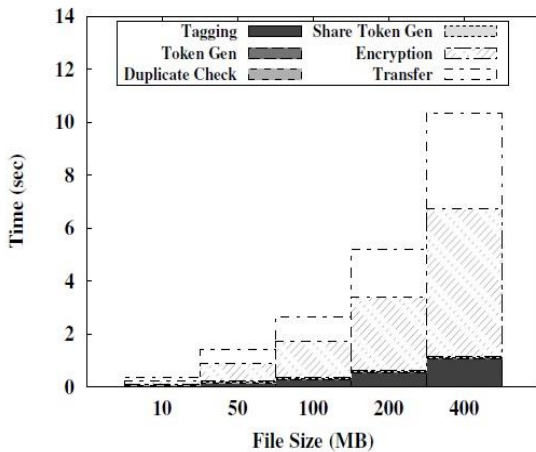 14
12
10
8
6
4
2
0
Time (sec)
Tagging
Token Gen
Duplicate Check
Share Token Gen
Encryption
Transfer
10 50 100 200 400
File Size (MB)